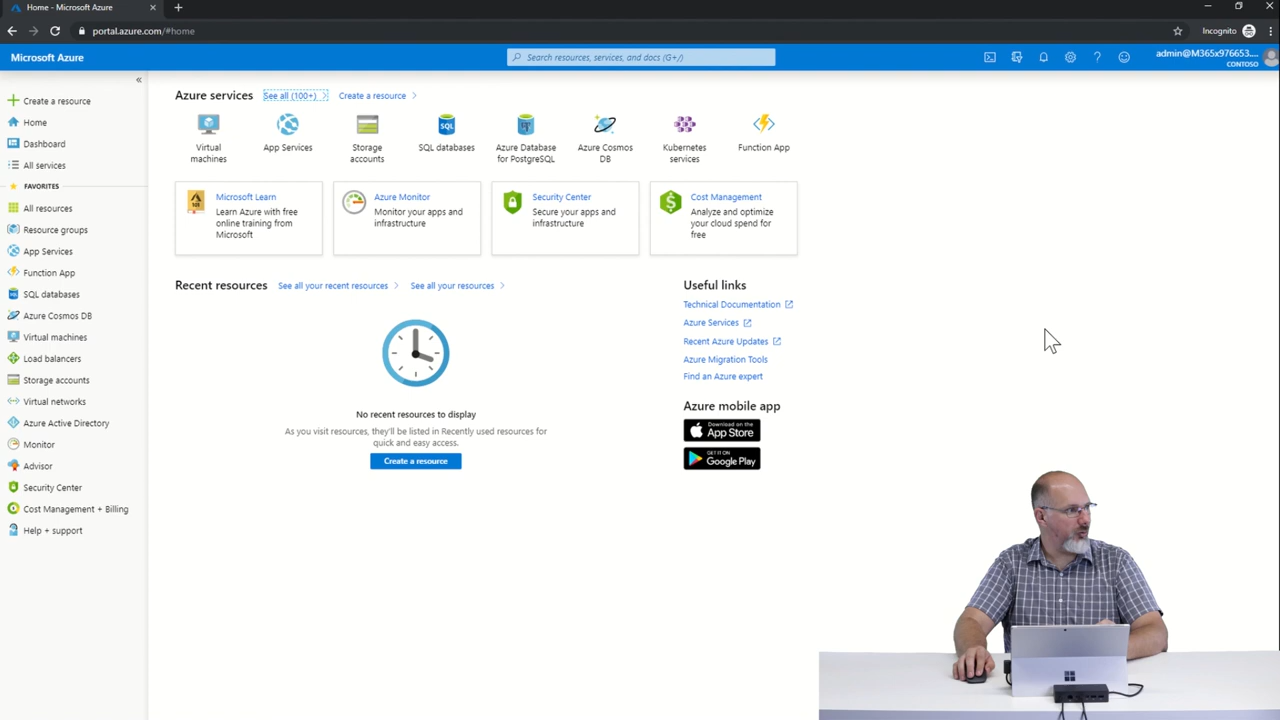 Home - Microsoft Azure
portal.azure.com/#home
Incognito
Microsoft Azure
Search resources, services, and docs (G+/)
admin@M365x976653....
CONTOSO
Create a resource
Home
Dashboard
All services
FAVORITES
All resources
Resource groups
App Services
Function App
SQL databases
Azure Cosmos DB
Virtual machines
Load balancers
Storage accounts
Virtual networks
Azure Active Directory
Monitor
Advisor
Security Center
Cost Management + Billing
Help + support
Azure services
See all (100+)
Create a resource
Virtual
machines
App Services
Storage
accounts
SQL databases
Azure Database
for PostgreSQL
Azure Cosmos
DB
Kubernetes
services
Function App
Microsoft Learn
Learn Azure with free
online training from
Microsoft
Azure Monitor
Monitor your apps and
infrastructure
Security Center
Secure your apps and
infrastructure
Cost Management
Analyze and optimize
your cloud spend for
free
Recent resources
See all your recent resources
See all your resources
No recent resources to display
As you visit resources, they'll be listed in Recently used resources for
quick and easy access.
Create a resource
Useful links
Technical Documentation
Azure Services
Recent Azure Updates
Azure Migration Tools
Find an Azure expert
Azure mobile app
Download on the
App Store
GET IT ON
Google Play